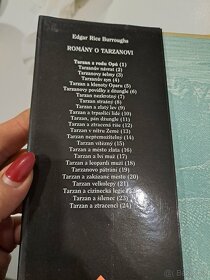 Edgar Rice Burroughs
ROMÁNY O TARZANOVI
Tarzan z rodu Opů (1)
Tarzanův návrat (2)
Tarzanovy šelmy (3)
Tarzanův syn (4)
Tarzan a klenoty Oparu (5)
Tarzanovy povídky z džungle (6)
Tarzan nezkrotný (7)
Tarzan strašný (8)
Tarzan a zlatý lev (9)
Tarzan a trpasličí lidé (10)
Tarzan, pán džungle (11)
Tarzan a ztracená říše (12)
Tarzan v nitru Země (13)
Tarzan nepřemožitelný (14)
Tarzan vítězný (15)
Tarzan a město zlata (16)
Tarzan a lví muž (17)
Tarzan a leopardí muži (18)
Tarzanovo pátrání (19)
Tarzan a zakázané město (20)
Tarzan velkolepý (21)
Tarzan a cizinecká legie (22)
Tarzan a šílenec (23)
Tarzan a ztracenci (24)